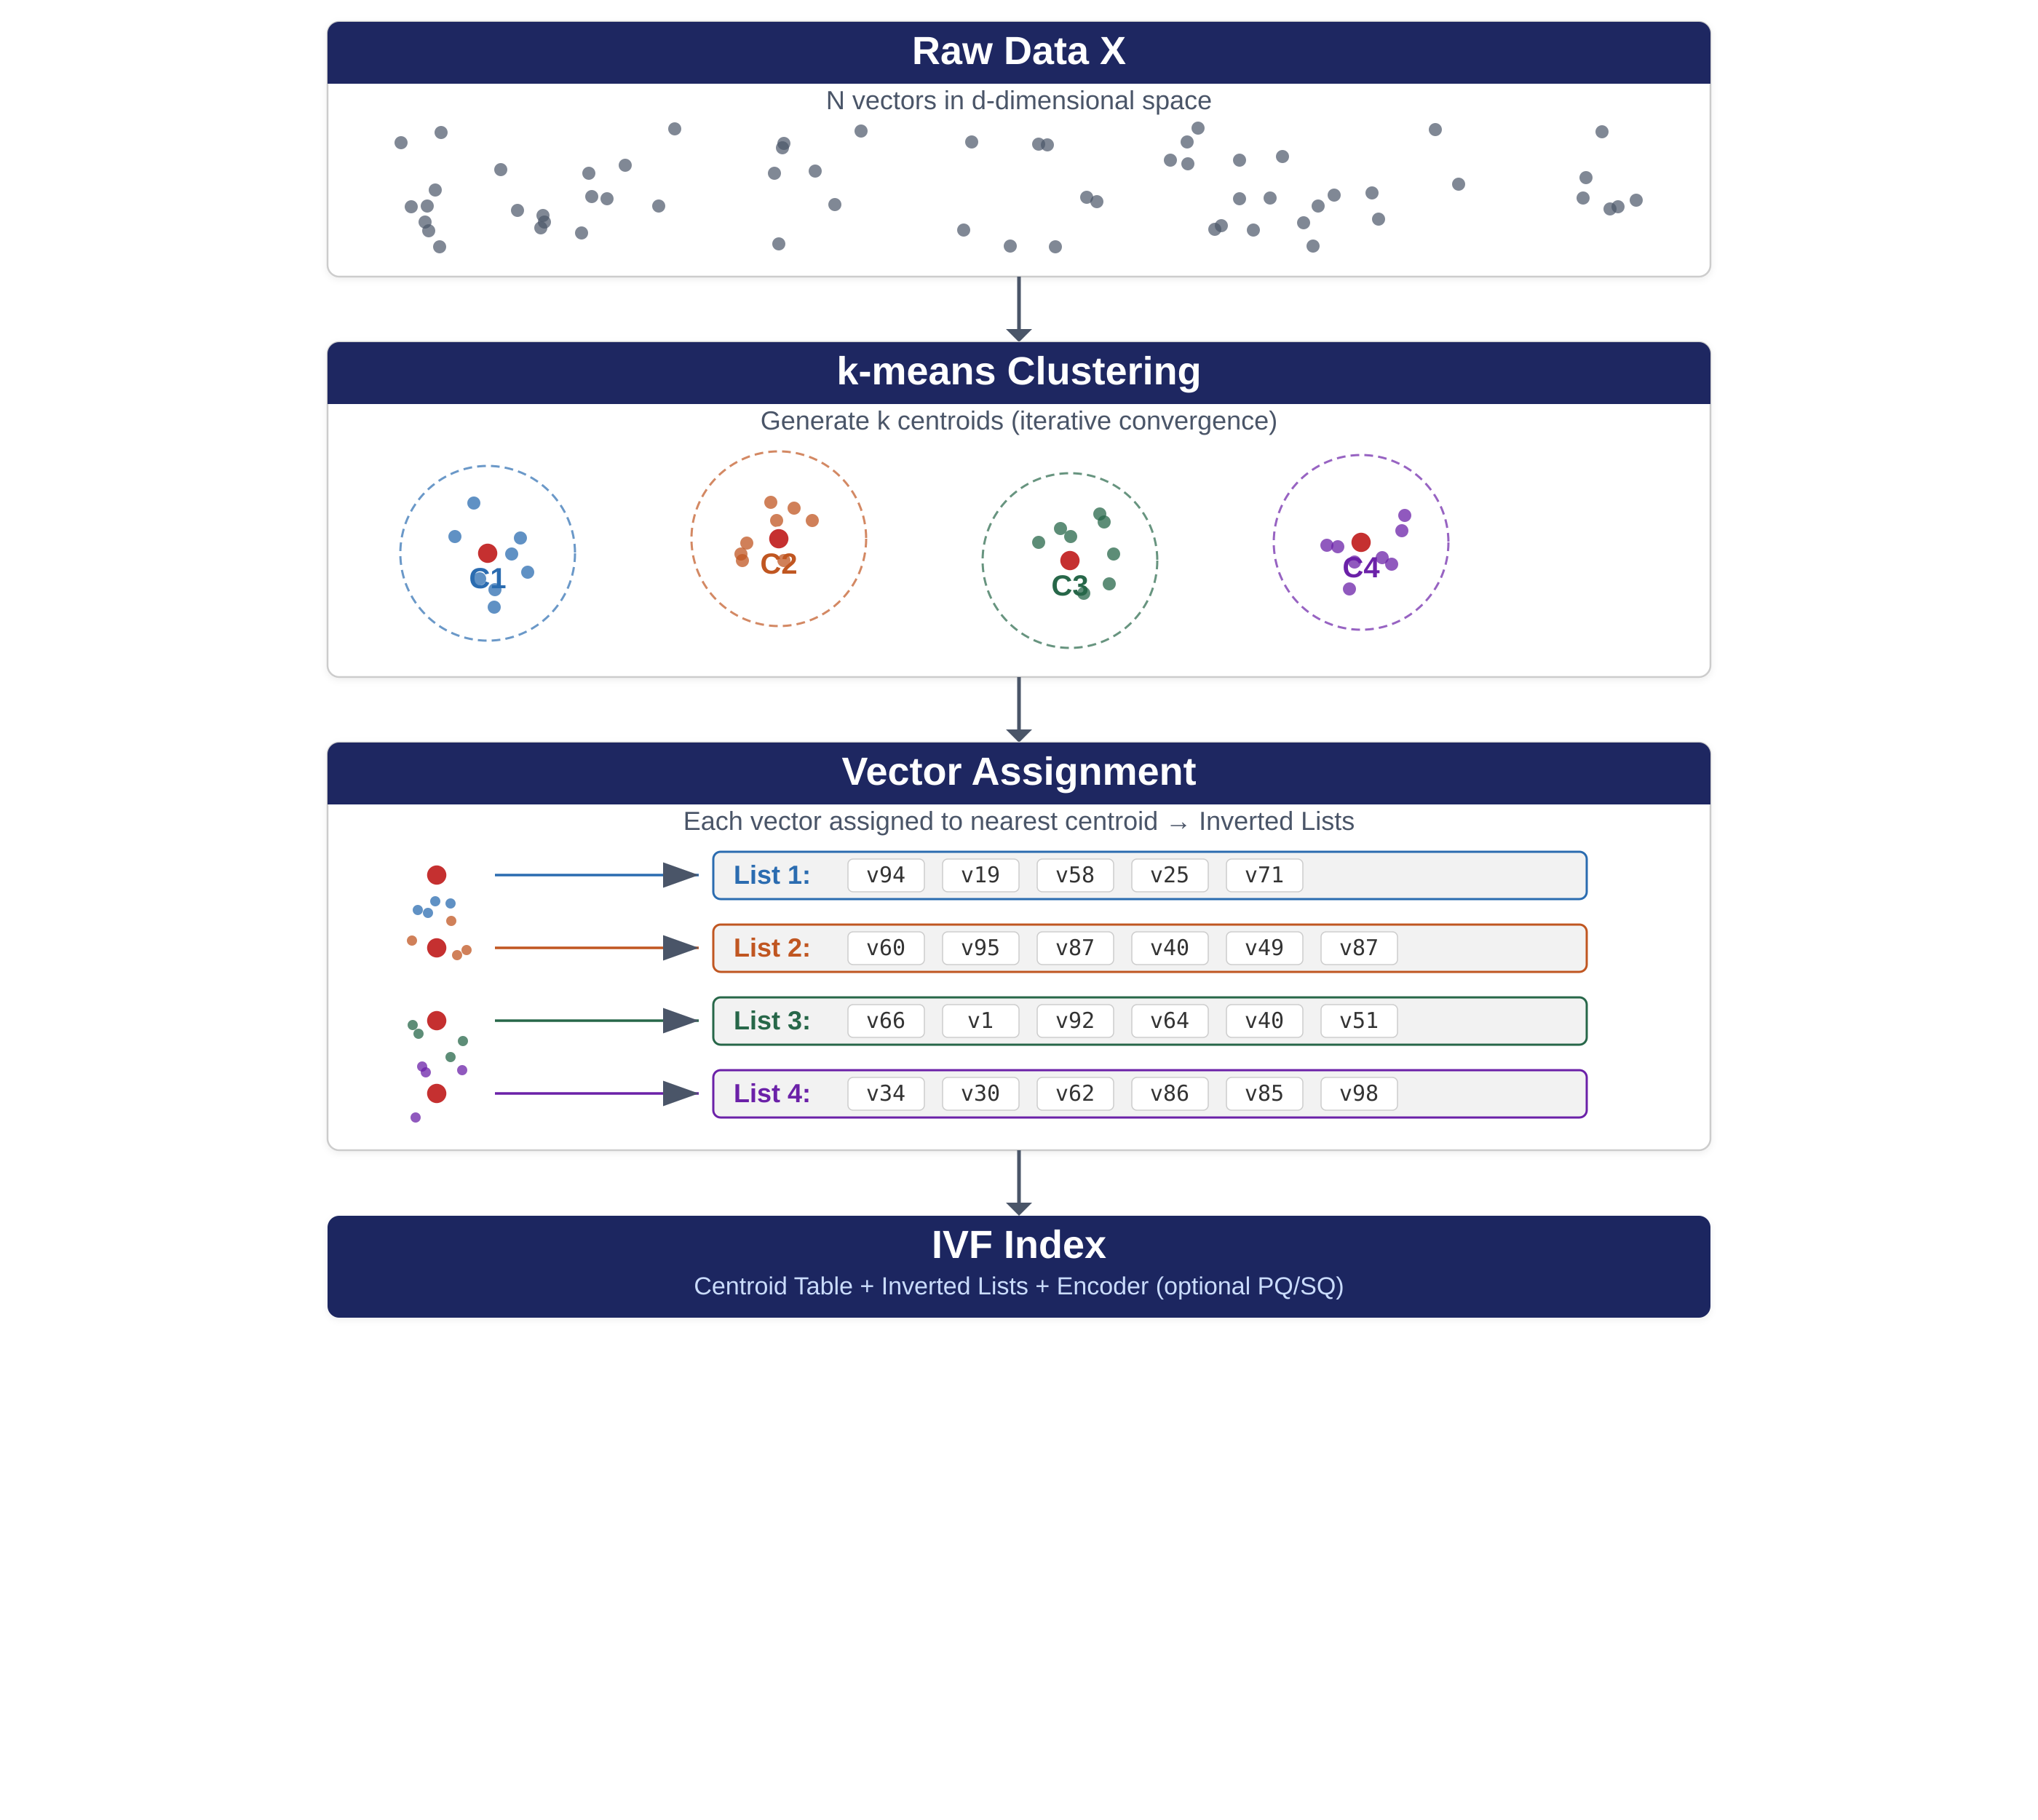 Raw Data X
N vectors in d-dimensional space
k-means Clustering
Generate k centroids (iterative convergence)
C1
C2
C3
C4
Vector Assignment
Each vector assigned to nearest centroid → Inverted Lists
List 1: v94 v19 v58 v25 v71
List 2: v60 v95 v87 v40 v49 v87
List 3: v66 v1 v92 v64 v40 v51
List 4: v34 v30 v62 v86 v85 v98
IVF Index
Centroid Table + Inverted Lists + Encoder (optional PQ/SQ)